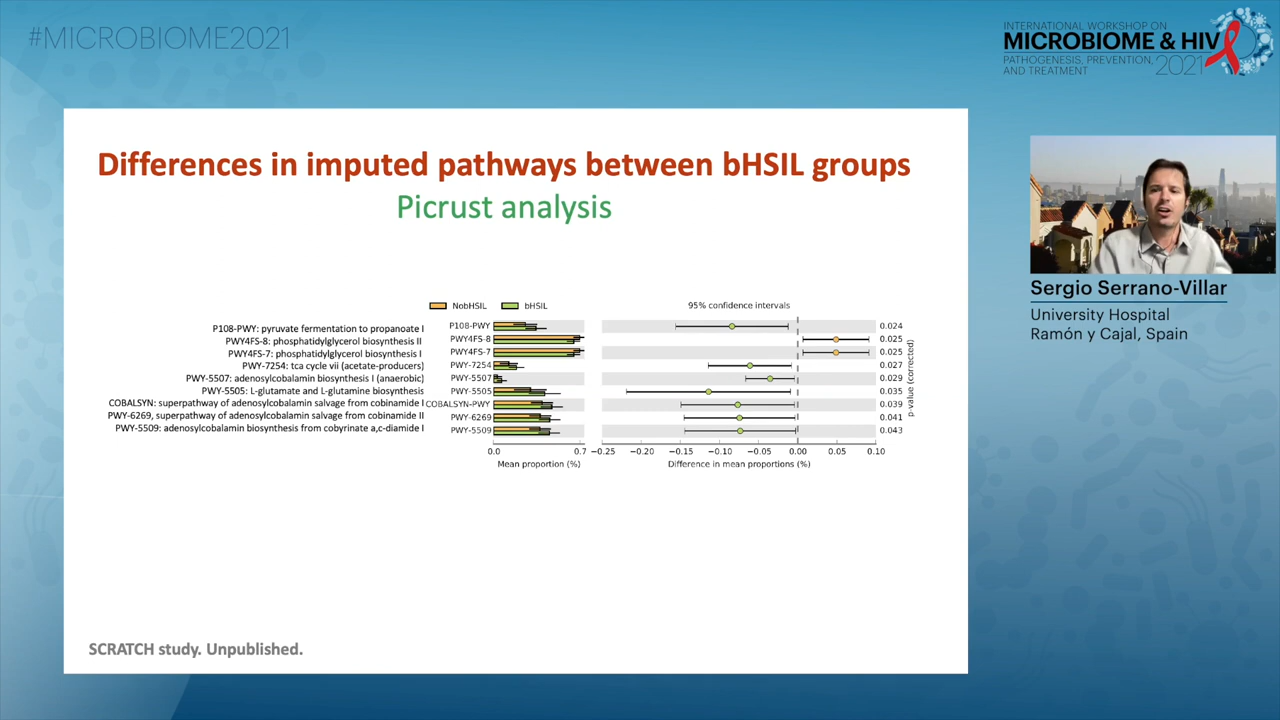 #MICROBIOME2021
INTERNATIONAL WORKSHOP ON
MICROBIOME & HIV
PATHOGENESIS, PREVENTION,
AND TREATMENT 2021
Differences in imputed pathways between bHSIL groups
Picrust analysis
NobHSIL bHSIL 95% confidence intervals
P108-PWY: pyruvate fermentation to propanoate I P108-PWY 0.024
PWY4FS-8: phosphatidylglycerol biosynthesis II PWY4FS-8 0.025
PWY4FS-7: phosphatidylglycerol biosynthesis I PWY4FS-7 0.025
PWY-7254: tca cycle vii (acetate-producers) PWY-7254 0.027
PWY-5507: adenosylcobalamin biosynthesis I (anaerobic) PWY-5507 0.029
PWY-5505: L-glutamate and L-glutamine biosynthesis PWY-5505 0.035
COBALSYN: superpathway of adenosylcobalamin salvage from cobinamide I COBALSYN-PWY 0.039
PWY-6269, superpathway of adenosylcobalamin salvage from cobinamide II PWY-6269 0.041
PWY-5509: adenosylcobalamin biosynthesis from cobyrinate a,c-diamide I PWY-5509 0.043
p-value (corrected)
0.0 0.7 −0.25 −0.20 −0.15 −0.10 −0.05 0.00 0.05 0.10
Mean proportion (%) Difference in mean proportions (%)
SCRATCH study. Unpublished.
Sergio Serrano-Villar
University Hospital
Ramón y Cajal, Spain